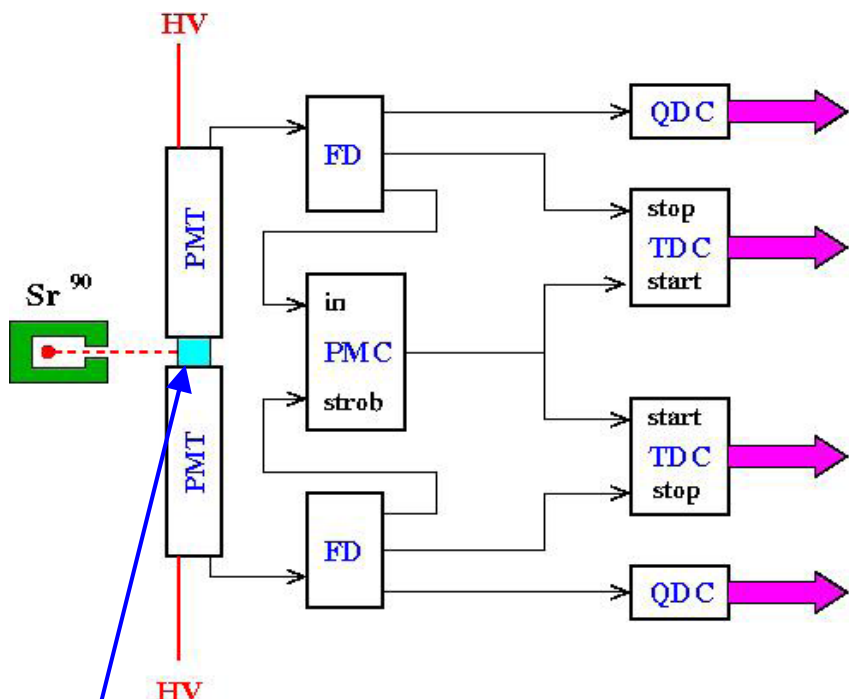 HV
QDC
FD
stop
TDC
start
PMT
Sr 90
in
PMC
strob
PMT
start
TDC
stop
FD
QDC
HV